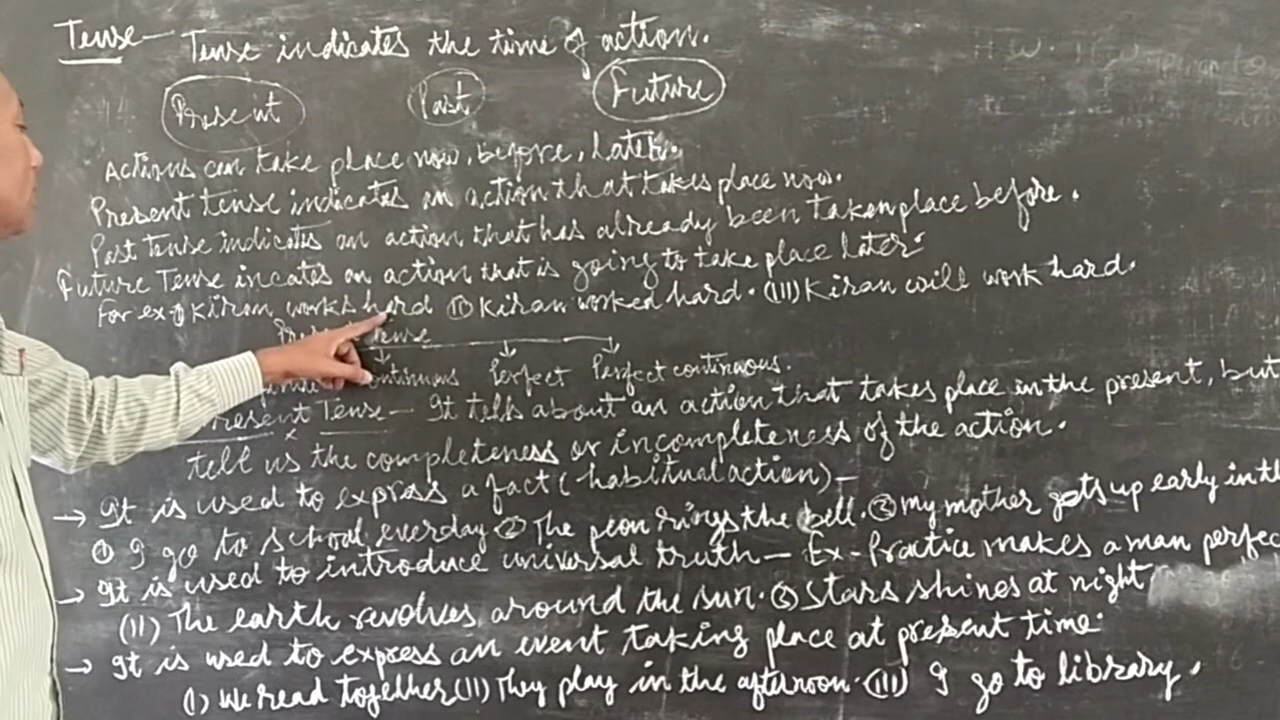 Tense - Tense indicates the time of action.
Present Past Future
Actions can take place now, before, later.
Present tense indicates an action that takes place now.
Past tense indicates an action that has already been taken place before.
Future Tense incates an action that is going to take place later.
For ex - (I) Kiran works hard (II) Kiran worked hard. (III) Kiran will work hard.
Tense
Continuous Perfect Perfect continuous.
Present Tense - It tells about an action that takes place in the present, but
tell us the completeness or incompleteness of the action.
→ It is used to express a fact (habitual action) -
① I go to school everday ② The peon rings the bell. ③ My mother gets up early in th
→ It is used to introduce universal truth - Ex - Practice makes a man perfec
(II) The earth revolves around the sun. ③ Stars shines at night
→ It is used to express an event taking place at present time.
(I) We read together (II) They play in the afternoon. (III) I go to library.